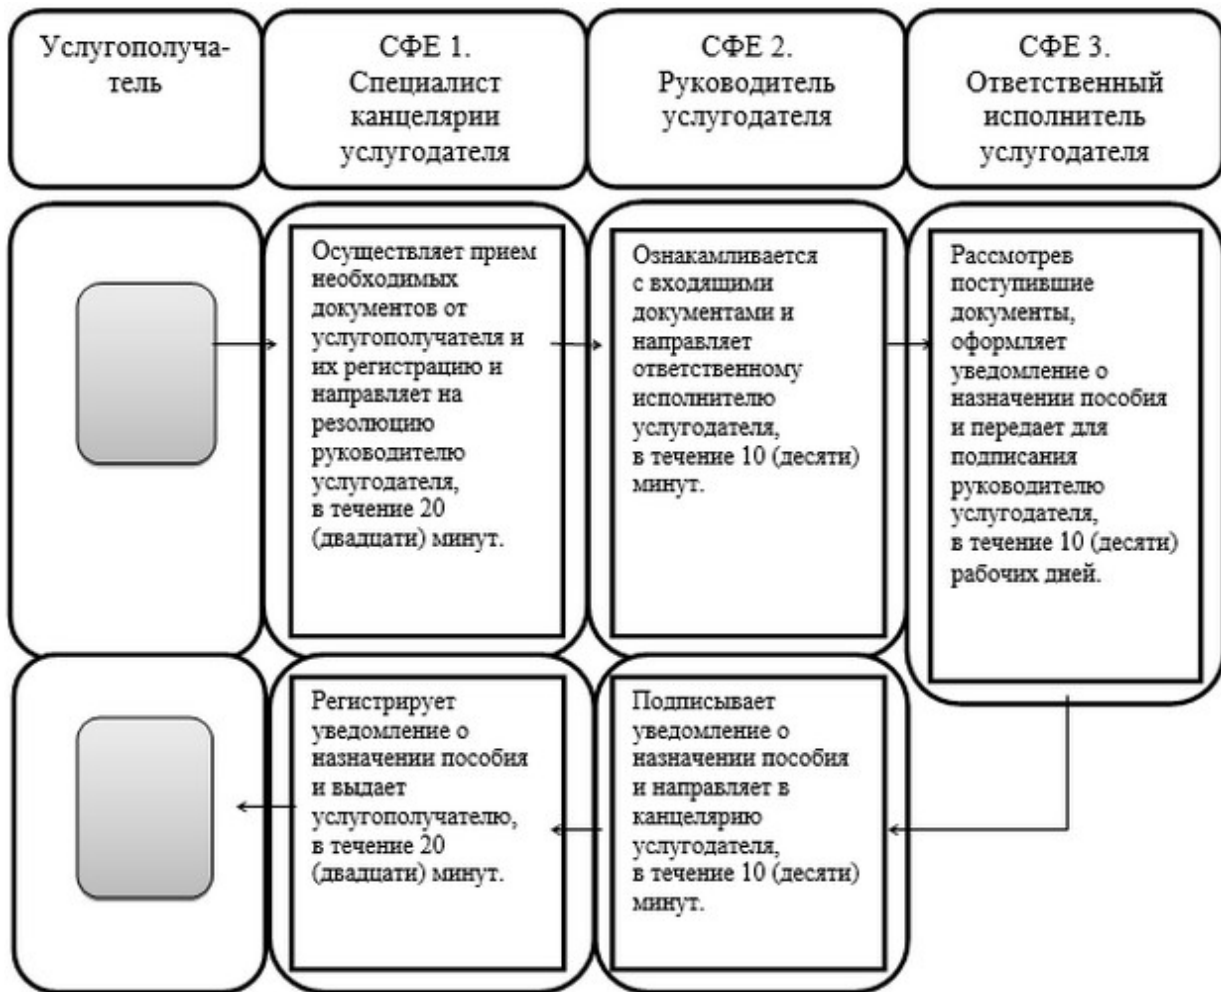 Услугополуча-
тель
СФЕ 1.
Специалист
канцелярии
услугодателя
СФЕ 2.
Руководитель
услугодателя
СФЕ 3.
Ответственный
исполнитель
услугодателя
Осуществляет прием
необходимых
документов от
услугополучателя и
их регистрацию и
направляет на
резолюцию
руководителю
услугодателя,
в течение 20
(двадцати) минут.
Ознакамливается
с входящими
документами и
направляет
ответственному
исполнителю
услугодателя,
в течение 10 (десяти)
минут.
Рассмотрев
поступившие
документы,
оформляет
уведомление о
назначении пособия
и передает для
подписания
руководителю
услугодателя,
в течение 10 (десяти)
рабочих дней.
Регистрирует
уведомление о
назначении пособия
и выдает
услугополучателю,
в течение 20
(двадцати) минут.
Подписывает
уведомление о
назначении пособия
и направляет в
канцелярию
услугодателя,
в течение 10 (десяти)
минут.